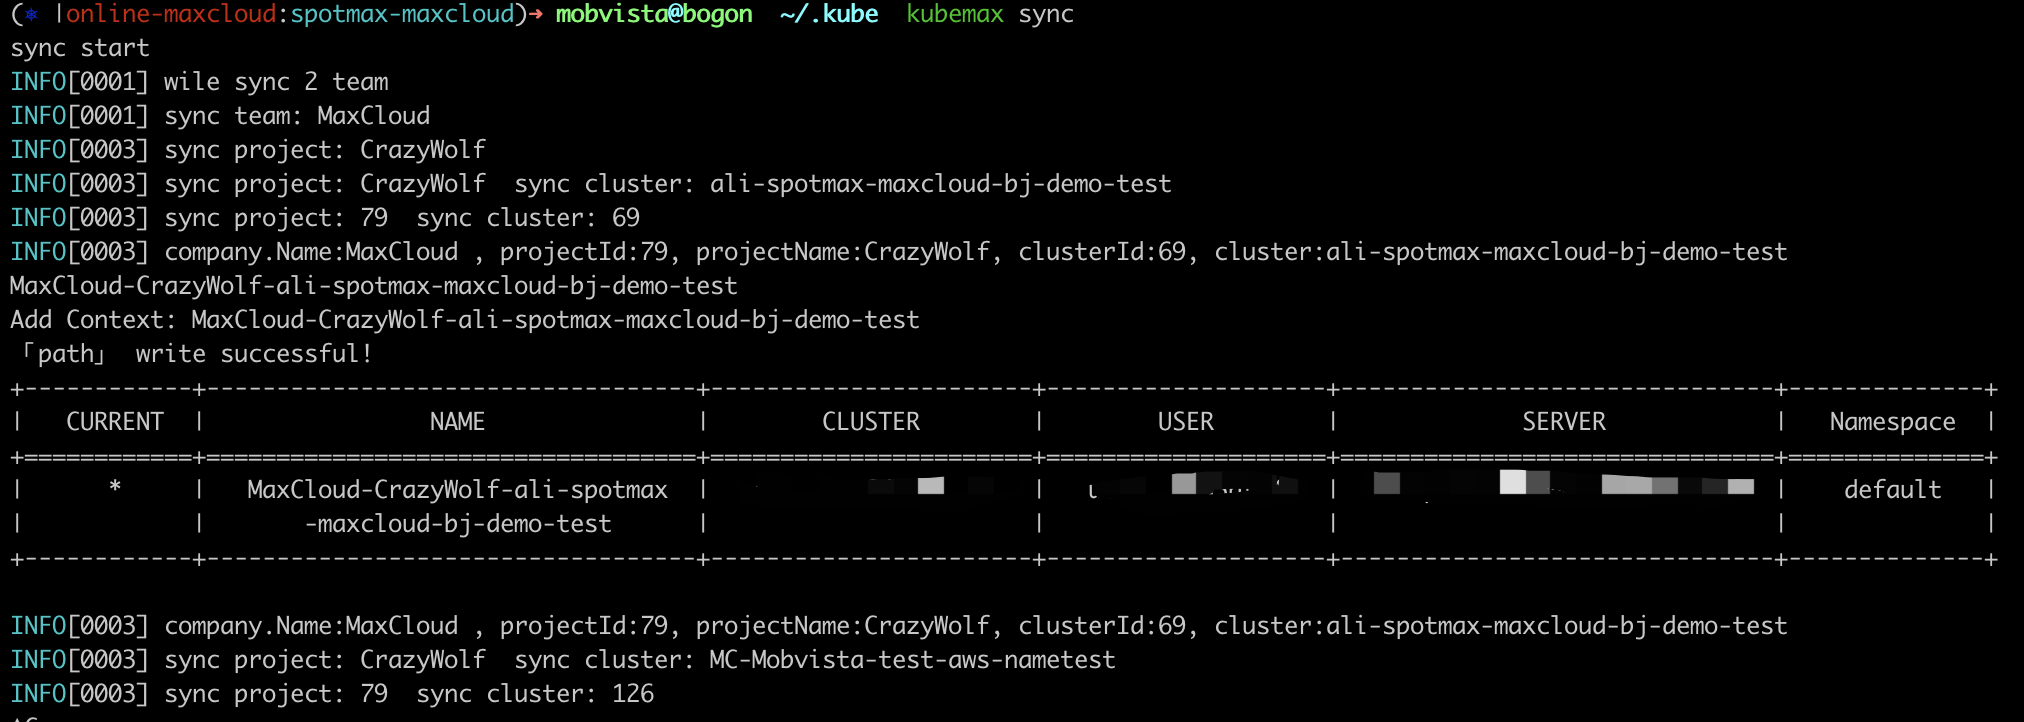 (⎈ |online-maxcloud:spotmax-maxcloud)➜ mobvista@bogon ~/.kube kubemax sync
sync start
INFO[0001] wile sync 2 team
INFO[0001] sync team: MaxCloud
INFO[0003] sync project: CrazyWolf
INFO[0003] sync project: CrazyWolf  sync cluster: ali-spotmax-maxcloud-bj-demo-test
INFO[0003] sync project: 79  sync cluster: 69
INFO[0003] company.Name:MaxCloud , projectId:79, projectName:CrazyWolf, clusterId:69, cluster:ali-spotmax-maxcloud-bj-demo-test
MaxCloud-CrazyWolf-ali-spotmax-maxcloud-bj-demo-test
Add Context: MaxCloud-CrazyWolf-ali-spotmax-maxcloud-bj-demo-test
「path」 write successful!
| CURRENT | NAME | CLUSTER | USER | SERVER | Namespace |
| * | MaxCloud-CrazyWolf-ali-spotmax | | | | default |
| | -maxcloud-bj-demo-test | | | | |
INFO[0003] company.Name:MaxCloud , projectId:79, projectName:CrazyWolf, clusterId:69, cluster:ali-spotmax-maxcloud-bj-demo-test
INFO[0003] sync project: CrazyWolf  sync cluster: MC-Mobvista-test-aws-nametest
INFO[0003] sync project: 79  sync cluster: 126